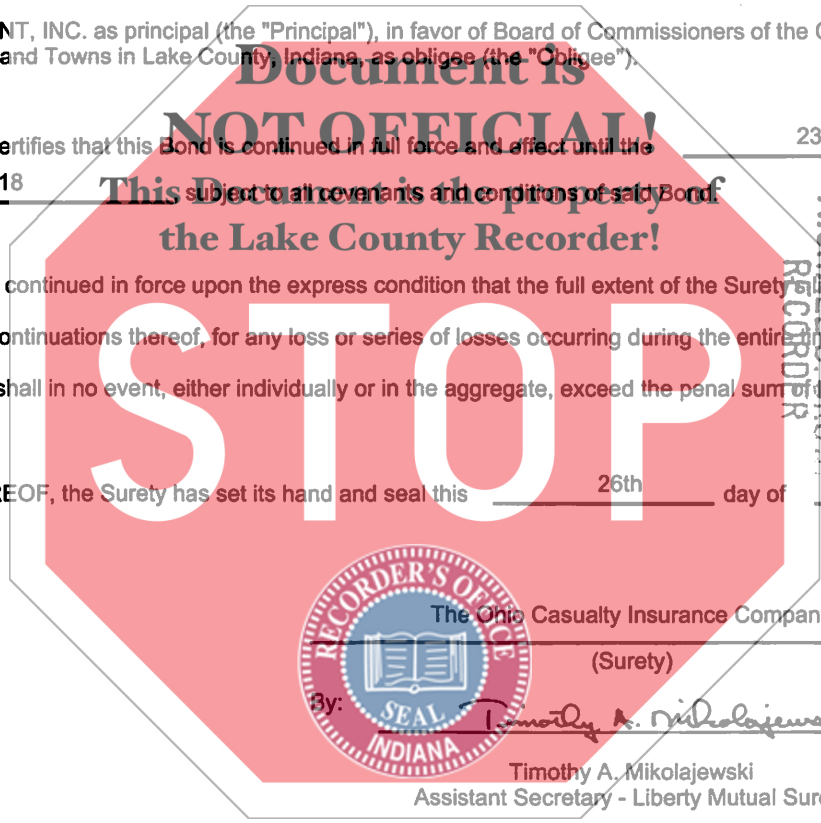 NT, INC. as principal (the "Principal"), in favor of Board of Commissioners of the
and Towns in Lake County, Indiana, as obligee (the "Obligee").
Document is
NOT OFFICIAL!
ertifies that this Bond is continued in full force and effect until the 23
18 , subject to all covenants and conditions of said Bond.
This Document is the property of
the Lake County Recorder!
continued in force upon the express condition that the full extent of the Surety's
RECORDER
ontinuations thereof, for any loss or series of losses occurring during the entire
shall in no event, either individually or in the aggregate, exceed the penal sum of
STOP
EOF, the Surety has set its hand and seal this 26th day of
RECORDER'S OFFICE
SEAL
INDIANA
The Ohio Casualty Insurance Compan
(Surety)
By: Timothy A. Mikolajews
Timothy A. Mikolajewski
Assistant Secretary - Liberty Mutual Sur